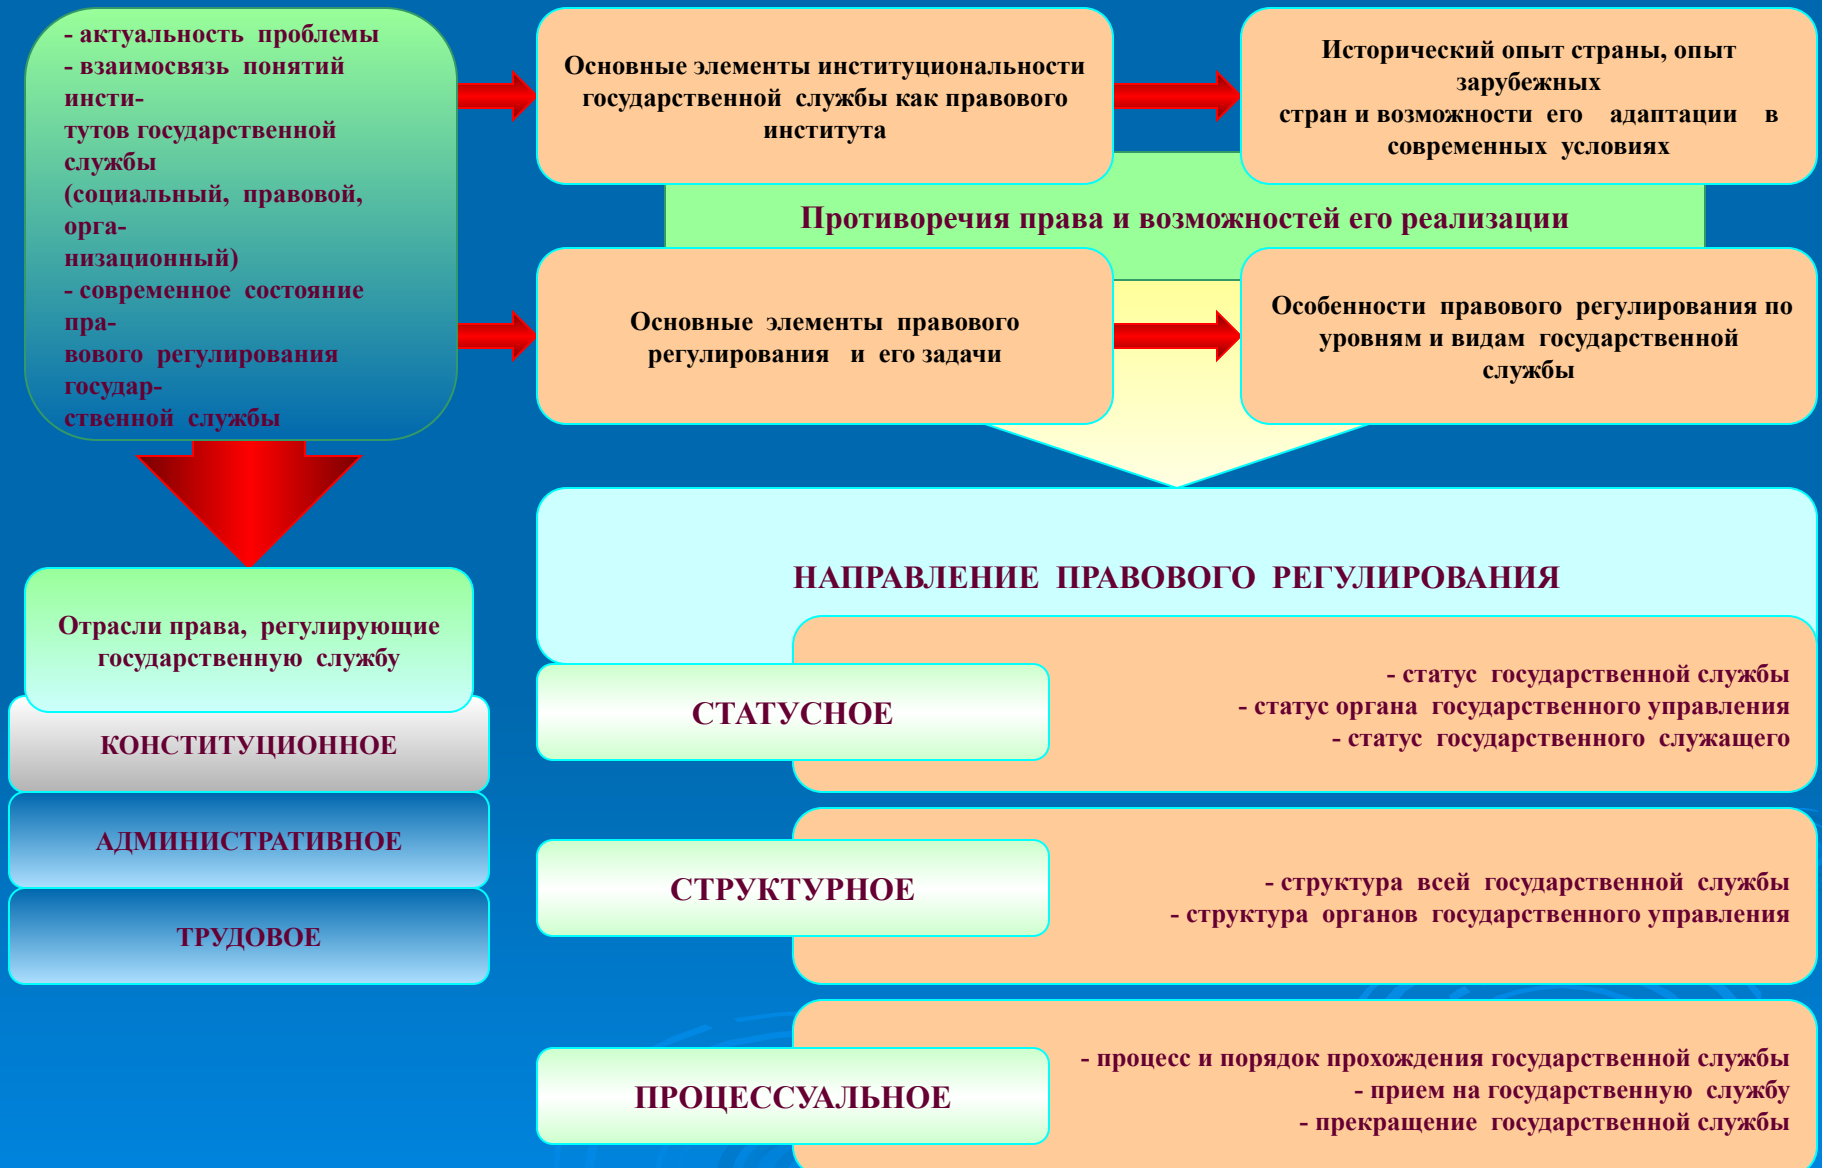 - актуальность проблемы
- взаимосвязь понятий
инсти-
тутов государственной
службы
(социальный, правовой,
орга-
низационный)
- современное состояние
пра-
вового регулирования
государ-
ственной службы
Основные элементы институциональности
государственной службы как правового
института
Исторический опыт страны, опыт
зарубежных
стран и возможности его адаптации в
современных условиях
Противоречия права и возможностей его реализации
Основные элементы правового
регулирования и его задачи
Особенности правового регулирования по
уровням и видам государственной
службы
Отрасли права, регулирующие
государственную службу
КОНСТИТУЦИОННОЕ
АДМИНИСТРАТИВНОЕ
ТРУДОВОЕ
НАПРАВЛЕНИЕ ПРАВОВОГО РЕГУЛИРОВАНИЯ
СТАТУСНОЕ
- статус государственной службы
- статус органа государственного управления
- статус государственного служащего
СТРУКТУРНОЕ
- структура всей государственной службы
- структура органов государственного управления
ПРОЦЕССУАЛЬНОЕ
- процесс и порядок прохождения государственной службы
- прием на государственную службу
- прекращение государственной службы